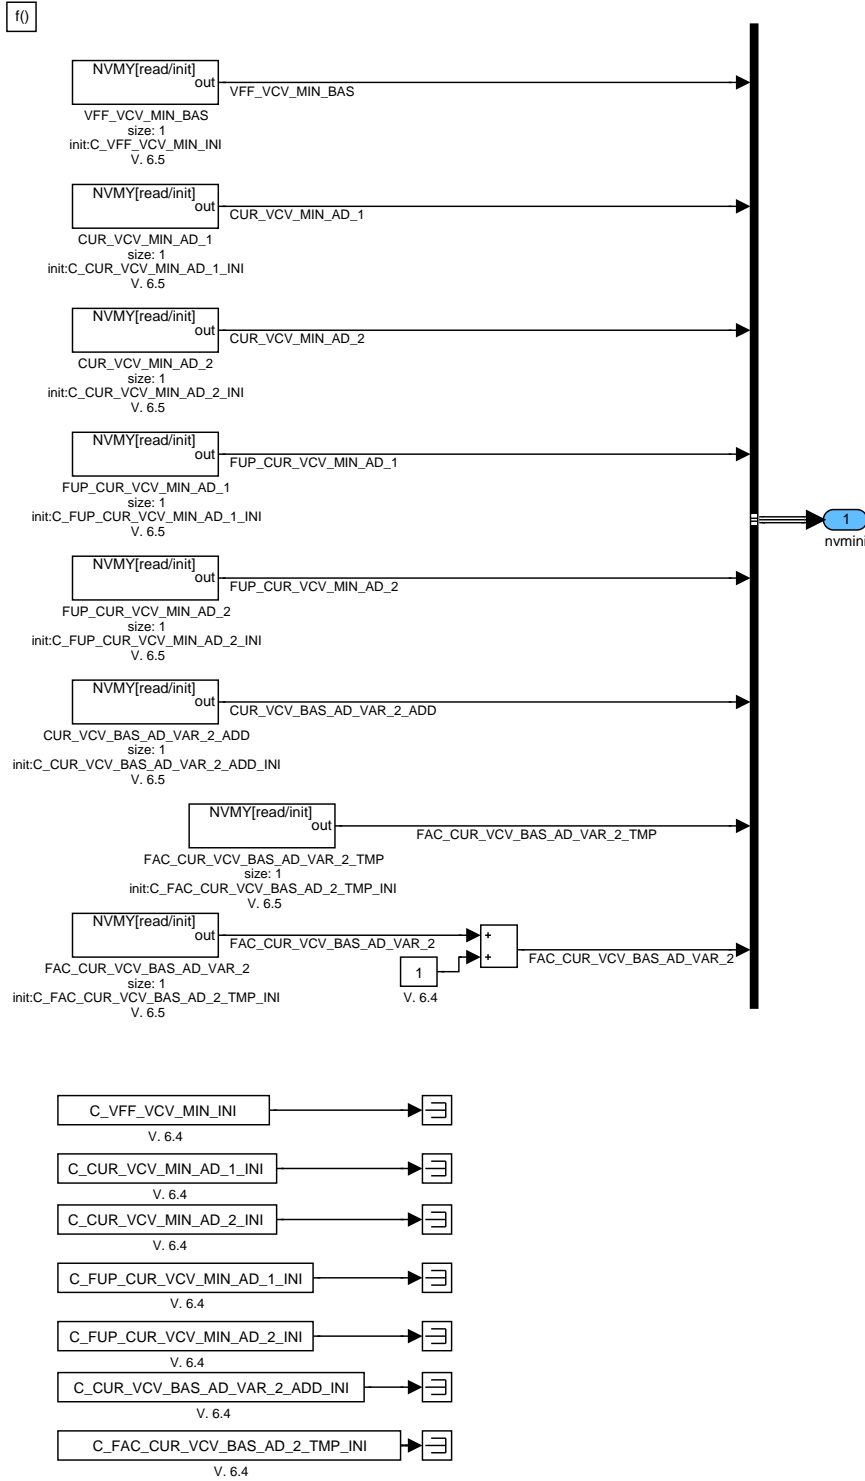 f()
NVMY[read/init]
out
VFF_VCV_MIN_BAS
VFF_VCV_MIN_BAS
size: 1
init:C_VFF_VCV_MIN_INI
V. 6.5
NVMY[read/init]
out
CUR_VCV_MIN_AD_1
CUR_VCV_MIN_AD_1
size: 1
init:C_CUR_VCV_MIN_AD_1_INI
V. 6.5
NVMY[read/init]
out
CUR_VCV_MIN_AD_2
CUR_VCV_MIN_AD_2
size: 1
init:C_CUR_VCV_MIN_AD_2_INI
V. 6.5
NVMY[read/init]
out
FUP_CUR_VCV_MIN_AD_1
FUP_CUR_VCV_MIN_AD_1
size: 1
init:C_FUP_CUR_VCV_MIN_AD_1_INI
V. 6.5
1
nvmini
NVMY[read/init]
out
FUP_CUR_VCV_MIN_AD_2
FUP_CUR_VCV_MIN_AD_2
size: 1
init:C_FUP_CUR_VCV_MIN_AD_2_INI
V. 6.5
NVMY[read/init]
out
CUR_VCV_BAS_AD_VAR_2_ADD
CUR_VCV_BAS_AD_VAR_2_ADD
size: 1
init:C_CUR_VCV_BAS_AD_VAR_2_ADD_INI
V. 6.5
NVMY[read/init]
out
FAC_CUR_VCV_BAS_AD_VAR_2_TMP
FAC_CUR_VCV_BAS_AD_VAR_2_TMP
size: 1
init:C_FAC_CUR_VCV_BAS_AD_2_TMP_INI
V. 6.5
NVMY[read/init]
out
FAC_CUR_VCV_BAS_AD_VAR_2
+
+
FAC_CUR_VCV_BAS_AD_VAR_2
FAC_CUR_VCV_BAS_AD_VAR_2
size: 1
init:C_FAC_CUR_VCV_BAS_AD_2_TMP_INI
V. 6.5
1
V. 6.4
C_VFF_VCV_MIN_INI
V. 6.4
C_CUR_VCV_MIN_AD_1_INI
V. 6.4
C_CUR_VCV_MIN_AD_2_INI
V. 6.4
C_FUP_CUR_VCV_MIN_AD_1_INI
V. 6.4
C_FUP_CUR_VCV_MIN_AD_2_INI
V. 6.4
C_CUR_VCV_BAS_AD_VAR_2_ADD_INI
V. 6.4
C_FAC_CUR_VCV_BAS_AD_2_TMP_INI
V. 6.4